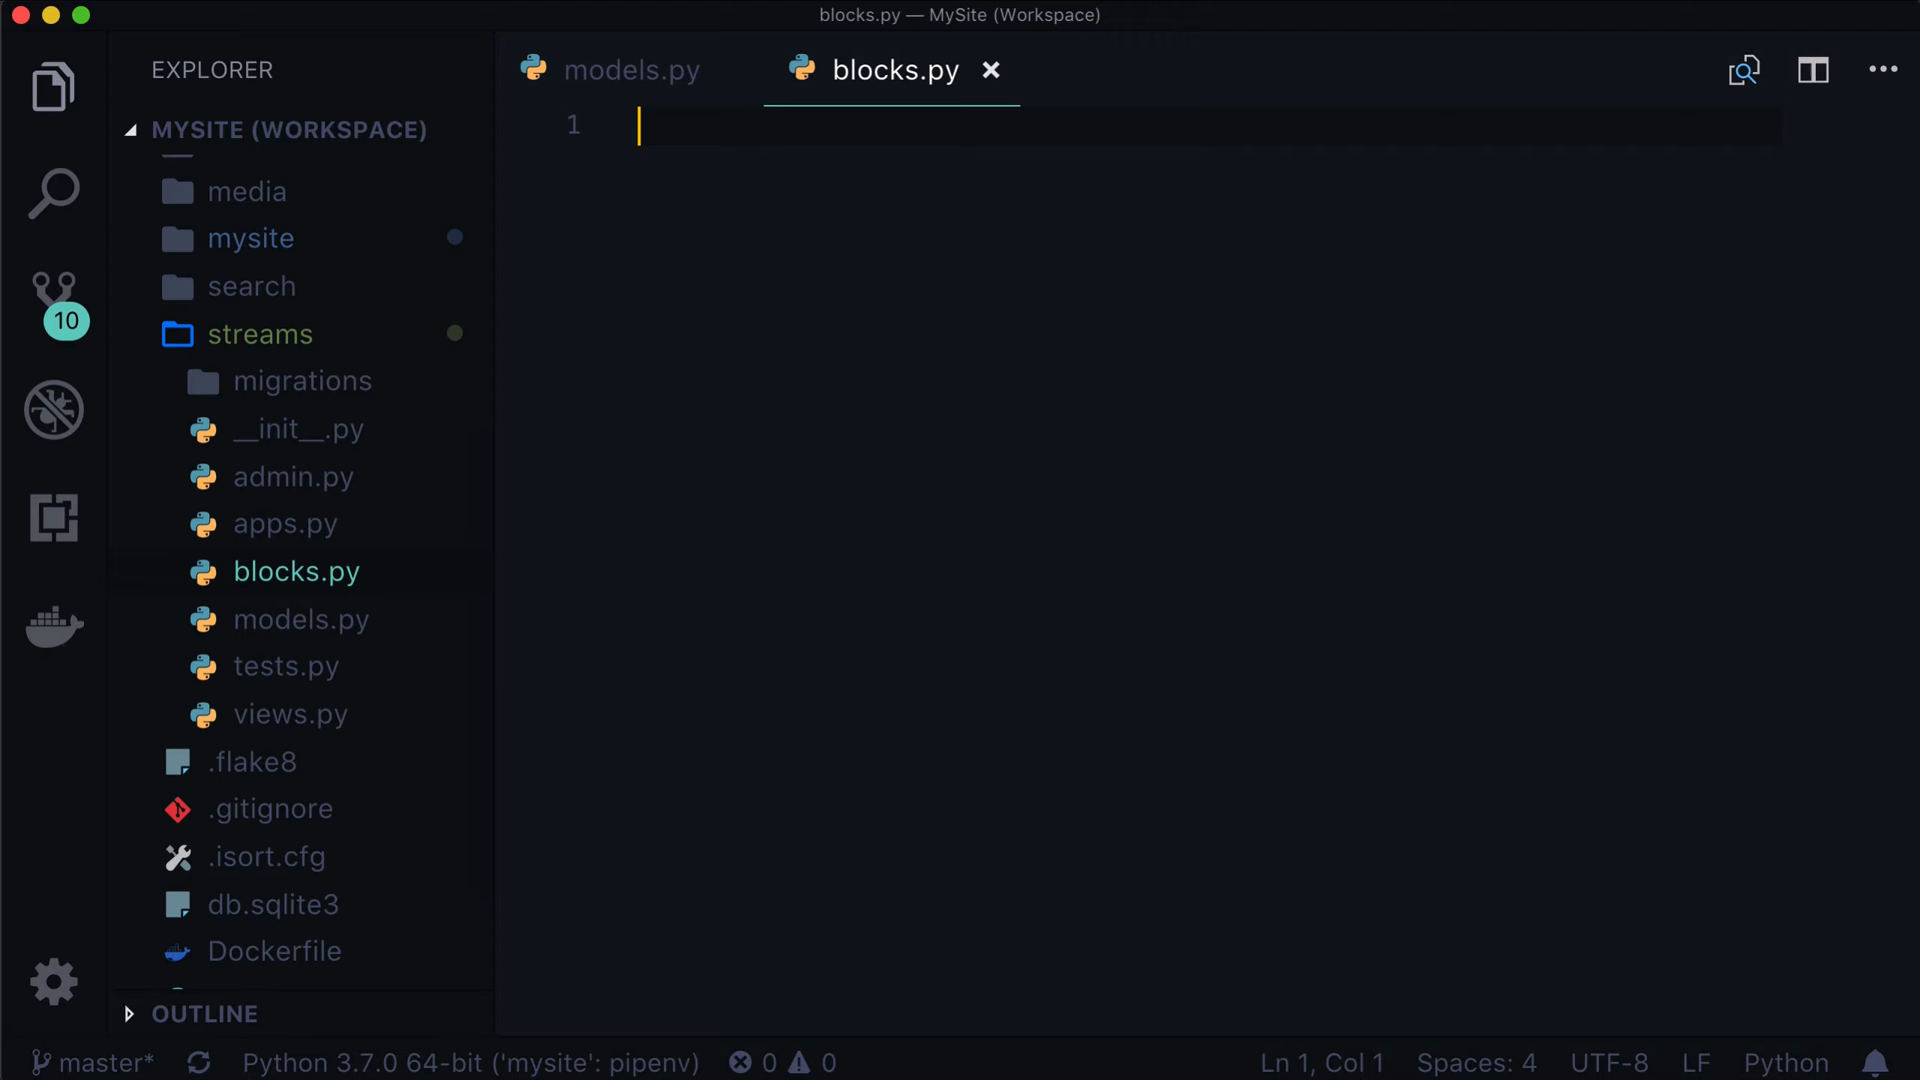 blocks.py — MySite (Workspace)
EXPLORER
models.py
blocks.py
MYSITE (WORKSPACE)
1
media
mysite
search
streams
10
migrations
__init__.py
admin.py
apps.py
blocks.py
models.py
tests.py
views.py
.flake8
.gitignore
.isort.cfg
db.sqlite3
Dockerfile
OUTLINE
master* Python 3.7.0 64-bit ('mysite': pipenv) 0 0 Ln 1, Col 1 Spaces: 4 UTF-8 LF Python